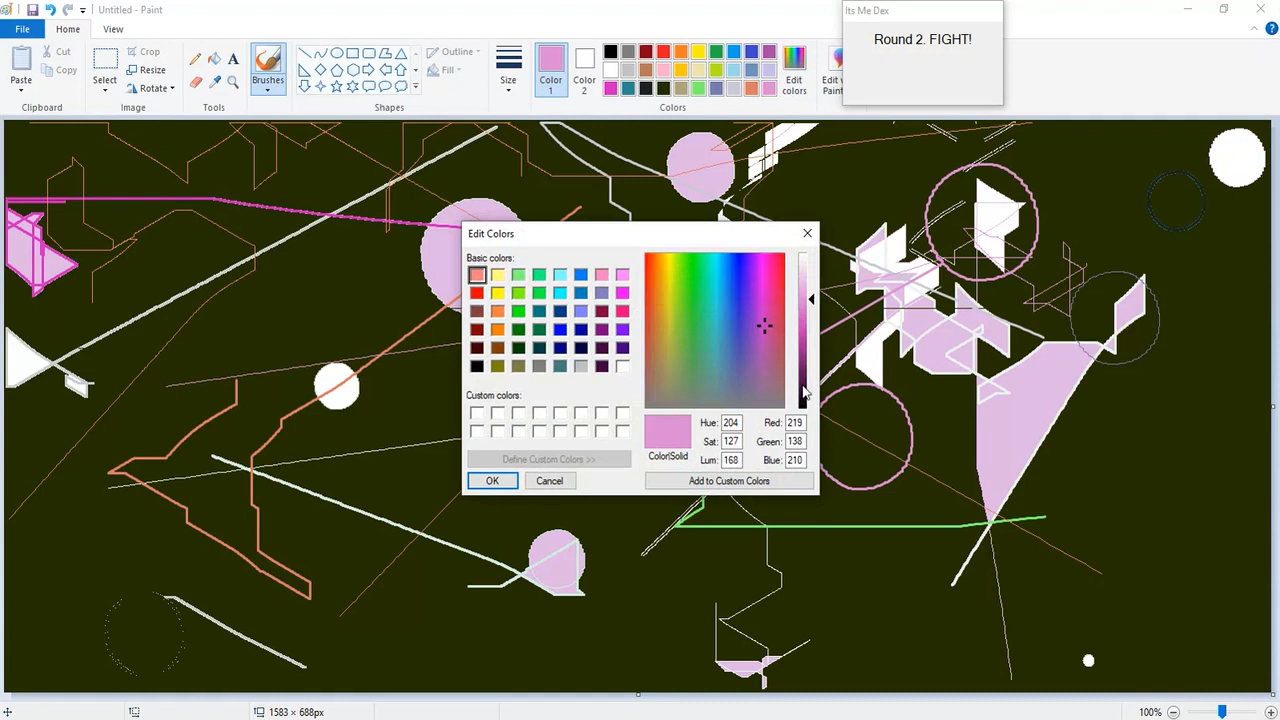 Untitled - Paint
Its Me Dex
Round 2. FIGHT!
File
Home
View
Paste
Cut
Copy
Clipboard
Select
Crop
Resize
Rotate
Image
Tools
Brushes
Outline
Fill
Shapes
Size
Color 1
Color 2
Edit colors
Colors
Edit
Paint
Edit Colors
Basic colors:
Custom colors:
Define Custom Colors >>
OK
Cancel
Color|Solid
Hue: 204
Red: 219
Sat: 127
Green: 138
Lum: 168
Blue: 210
Add to Custom Colors
1583 × 688px
100%